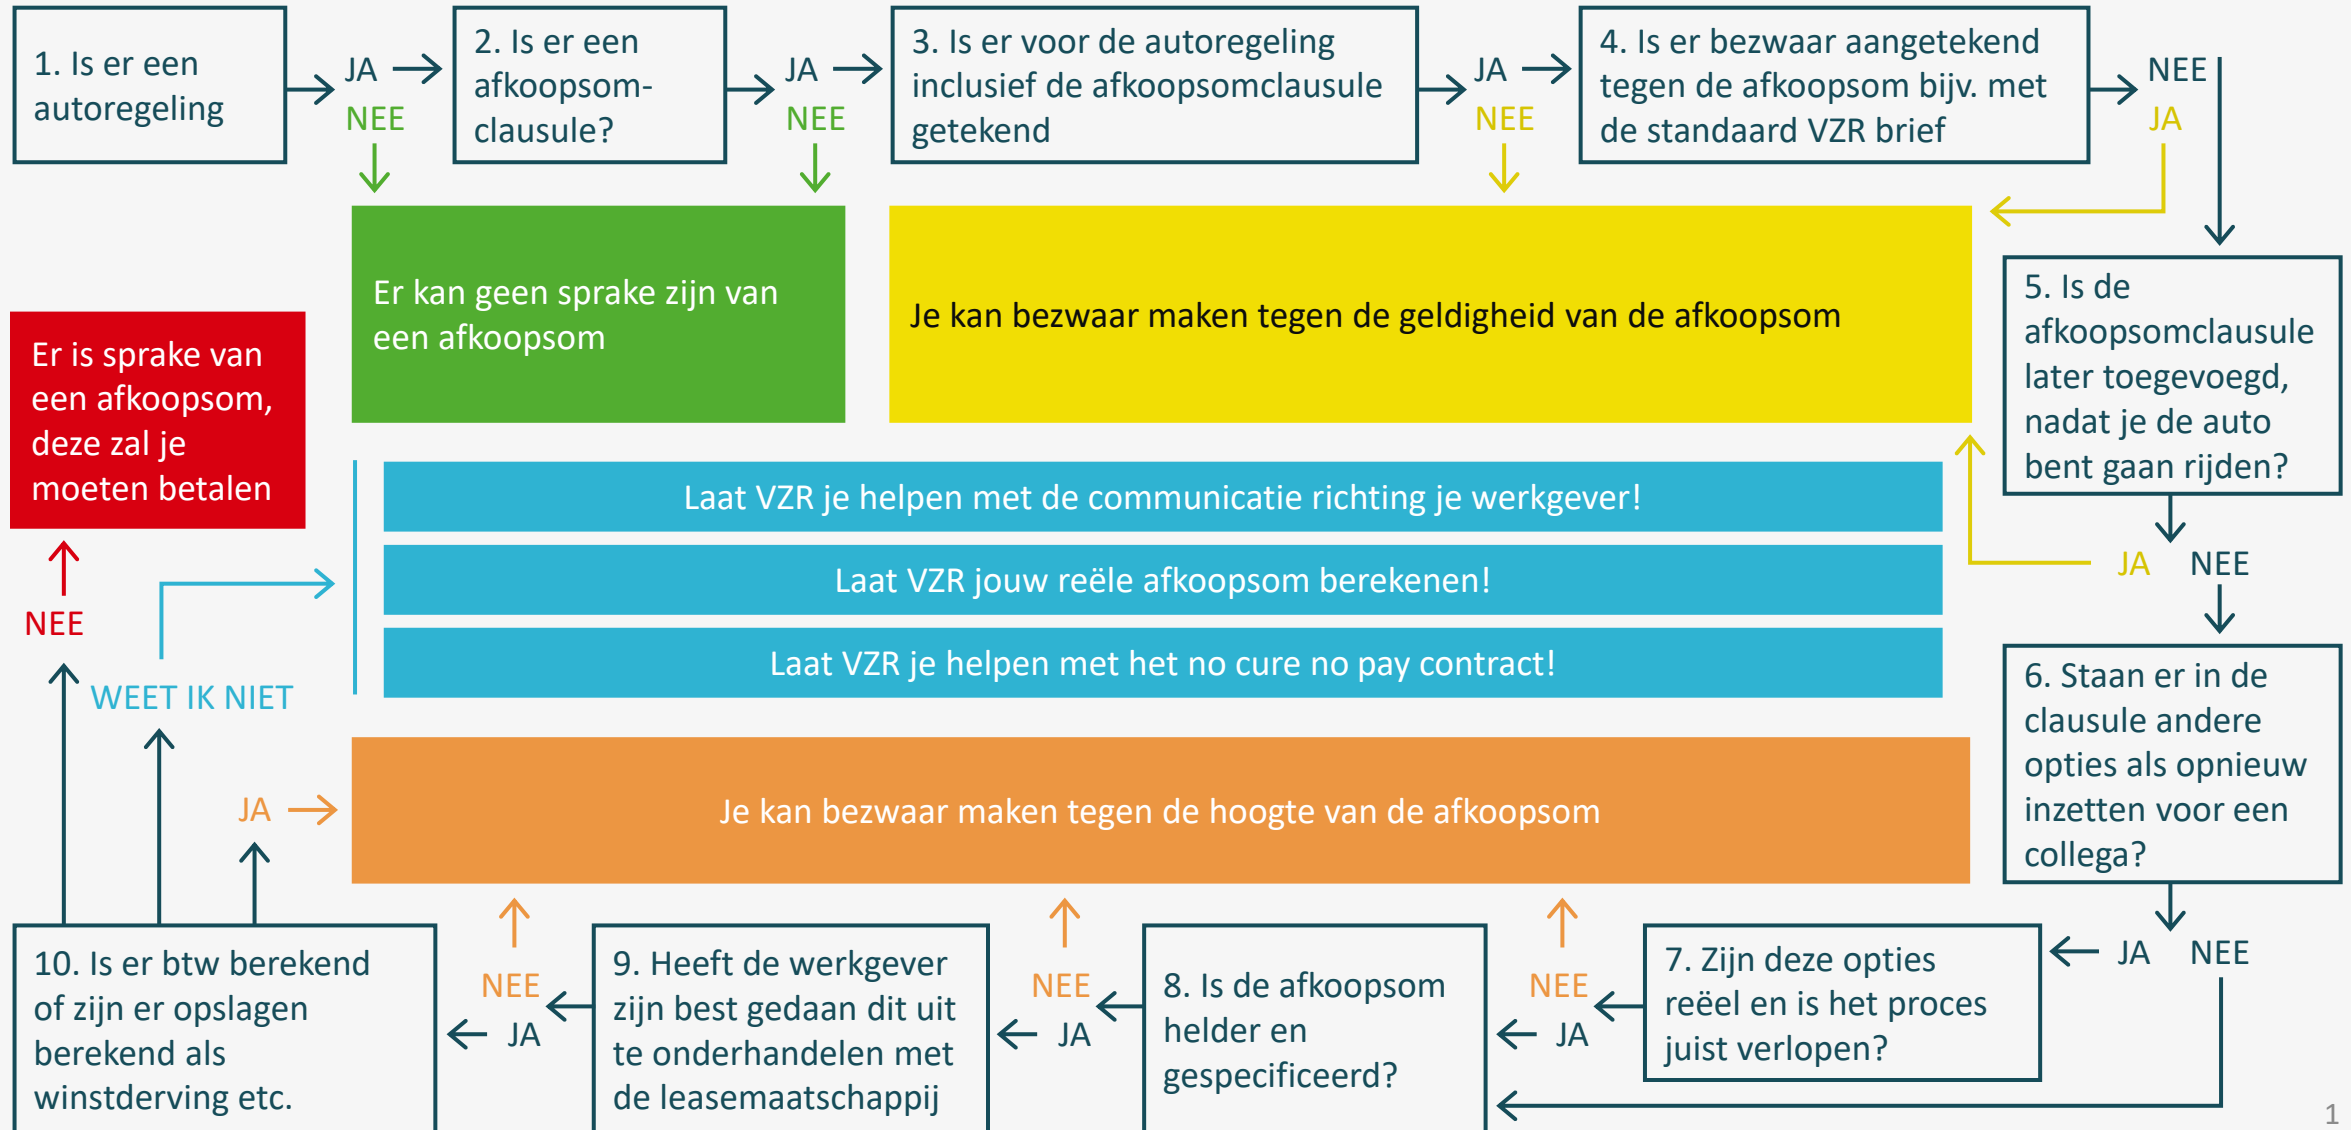 1. Is er een
autoregeling
JA
NEE
2. Is er een
afkoopsom-
clausule?
JA
NEE
3. Is er voor de autoregeling
inclusief de afkoopsomclausule
getekend
JA
NEE
4. Is er bezwaar aangetekend
tegen de afkoopsom bijv. met
de standaard VZR brief
NEE
JA
Er kan geen sprake zijn van
een afkoopsom
Je kan bezwaar maken tegen de geldigheid van de afkoopsom
5. Is de
afkoopsomclausule
later toegevoegd,
nadat je de auto
bent gaan rijden?
JA
NEE
Er is sprake van
een afkoopsom,
deze zal je
moeten betalen
NEE
WEET IK NIET
JA
Laat VZR je helpen met de communicatie richting je werkgever!
Laat VZR jouw reële afkoopsom berekenen!
Laat VZR je helpen met het no cure no pay contract!
6. Staan er in de
clausule andere
opties als opnieuw
inzetten voor een
collega?
JA
NEE
Je kan bezwaar maken tegen de hoogte van de afkoopsom
7. Zijn deze opties
reëel en is het proces
juist verlopen?
NEE
JA
8. Is de afkoopsom
helder en
gespecificeerd?
NEE
JA
9. Heeft de werkgever
zijn best gedaan dit uit
te onderhandelen met
de leasemaatschappij
NEE
JA
10. Is er btw berekend
of zijn er opslagen
berekend als
winstderving etc.
1